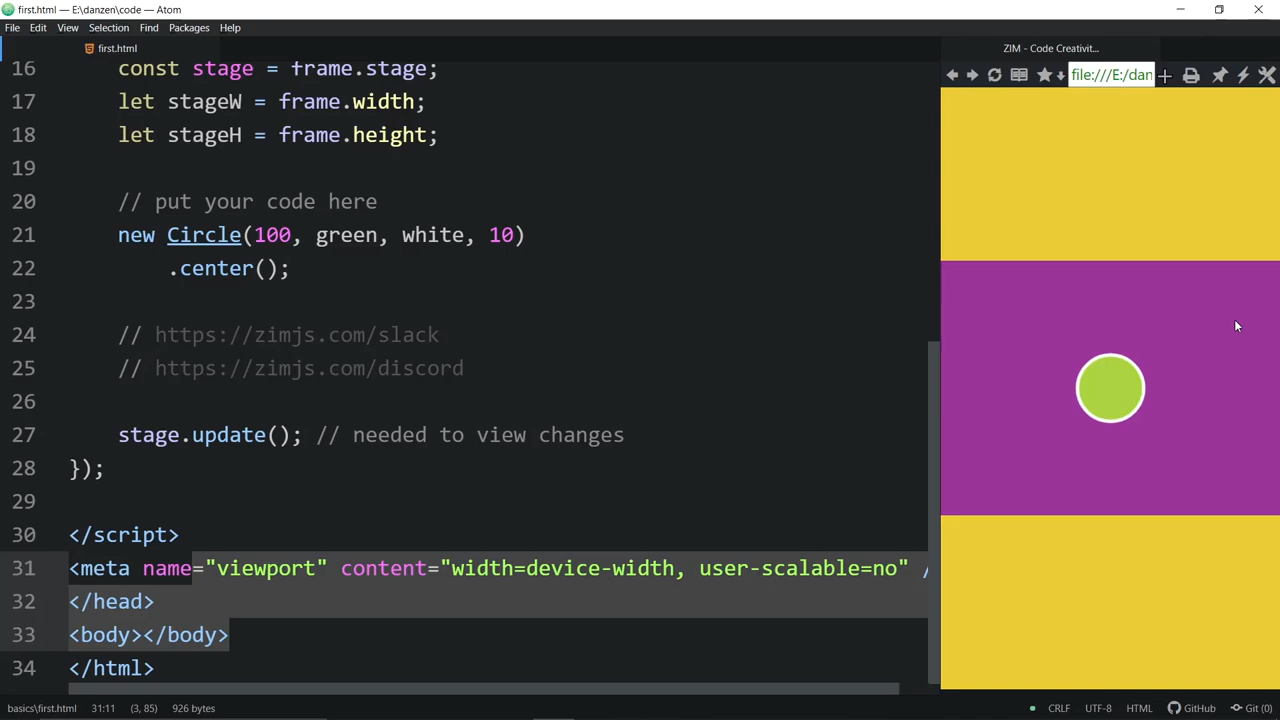 first.html — E:\danzen\code — Atom
File Edit View Selection Find Packages Help
first.html
ZIM - Code Creativit...
file:///E:/dan
16 const stage = frame.stage;
17 let stageW = frame.width;
18 let stageH = frame.height;
19
20 // put your code here
21 new Circle(100, green, white, 10)
22 .center();
23
24 // https://zimjs.com/slack
25 // https://zimjs.com/discord
26
27 stage.update(); // needed to view changes
28 });
29
30 </script>
31 <meta name="viewport" content="width=device-width, user-scalable=no" /
32 </head>
33 <body></body>
34 </html>
basics\first.html 31:11 (3, 85) 926 bytes CRLF UTF-8 HTML GitHub Git (0)